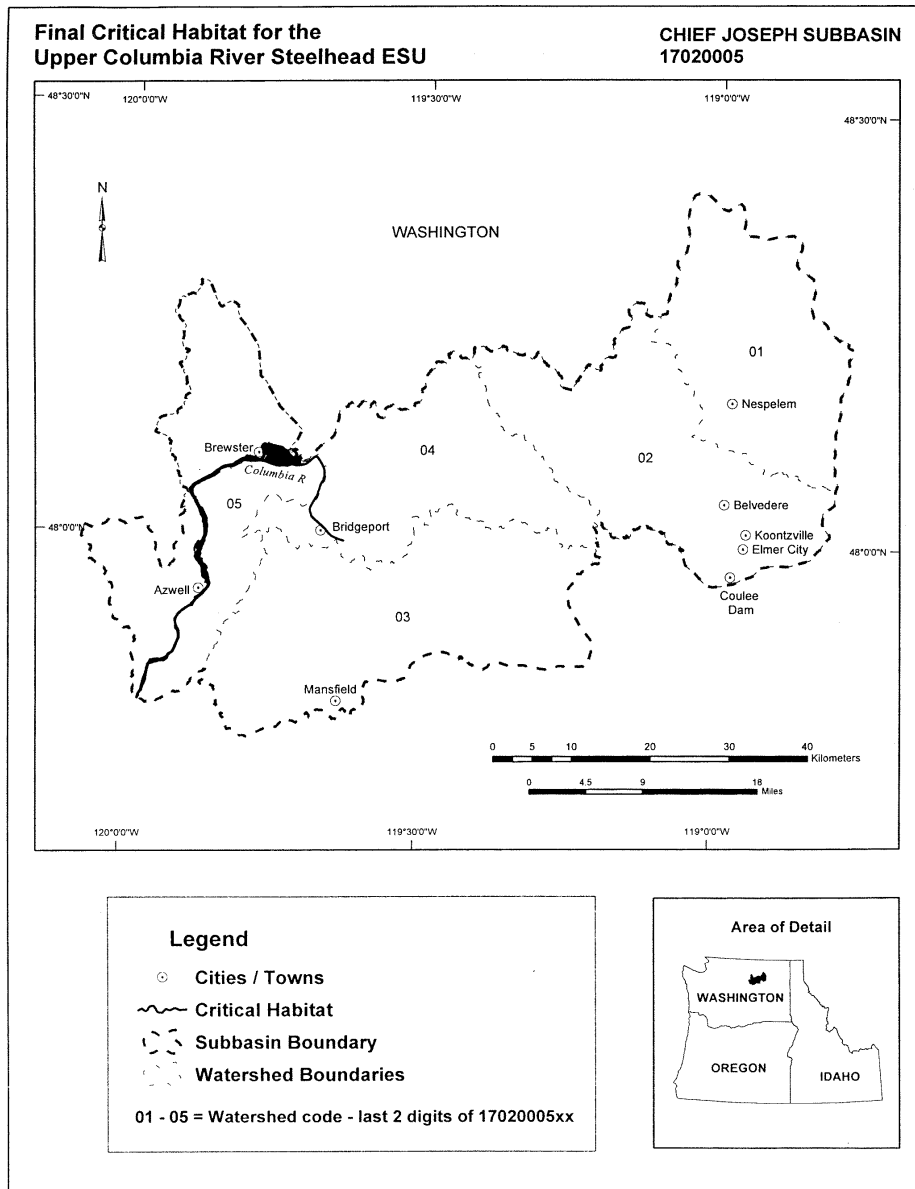 Final Critical Habitat for the
Upper Columbia River Steelhead ESU
CHIEF JOSEPH SUBBASIN
17020005
48°30'0"N
120°0'0"W
119°30'0"W
119°0'0"W
48°30'0"N
N
WASHINGTON
01
Nespelem
04
Brewster
Columbia R
02
05
Belvedere
48°0'0"N
Bridgeport
Koontzville
Elmer City
48°0'0"N
Azwell
Coulee
Dam
03
Mansfield
0 5 10 20 30 40
Kilometers
0 4.5 9 18
Miles
120°0'0"W
119°30'0"W
119°0'0"W
Legend
Cities / Towns
Critical Habitat
Subbasin Boundary
Watershed Boundaries
01 - 05 = Watershed code - last 2 digits of 17020005xx
Area of Detail
WASHINGTON
OREGON
IDAHO